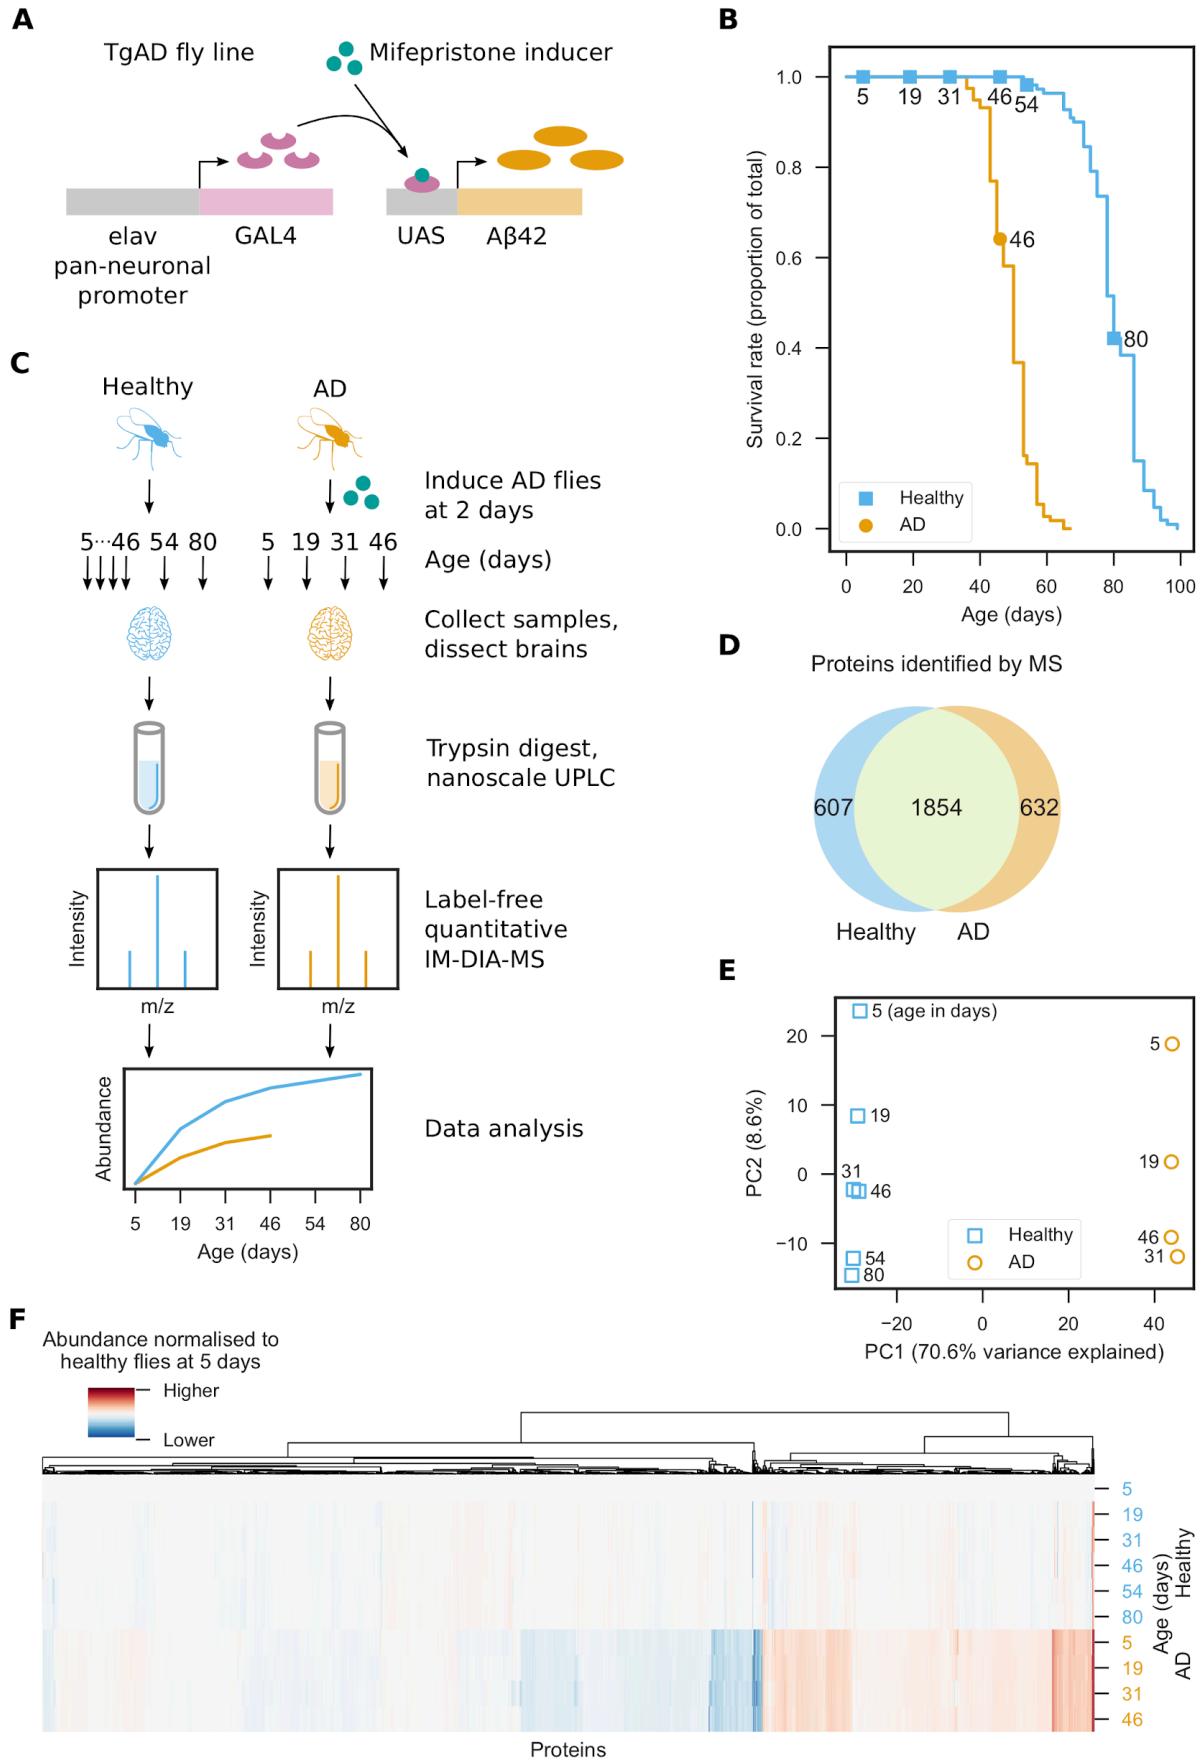 A
TgAD fly line
Mifepristone inducer
elav
pan-neuronal
promoter
GAL4
UAS
Aβ42
B
Survival rate (proportion of total)
1.0
0.8
0.6
0.4
0.2
0.0
5
19
31
46
54
46
80
Healthy
AD
0
20
40
60
80
100
Age (days)
C
Healthy
AD
Induce AD flies
at 2 days
5···46 54 80
5 19 31 46
Age (days)
Collect samples,
dissect brains
Trypsin digest,
nanoscale UPLC
Intensity
m/z
Intensity
m/z
Label-free
quantitative
IM-DIA-MS
Abundance
5 19 31 46 54 80
Age (days)
Data analysis
D
Proteins identified by MS
607
1854
632
Healthy
AD
E
PC2 (8.6%)
20
10
0
−10
5 (age in days)
19
31
46
54
80
5
19
46
31
Healthy
AD
−20
0
20
40
PC1 (70.6% variance explained)
F
Abundance normalised to
healthy flies at 5 days
Higher
Lower
5
19
31
46
54
80
5
19
31
46
Age (days)
Healthy
AD
Proteins